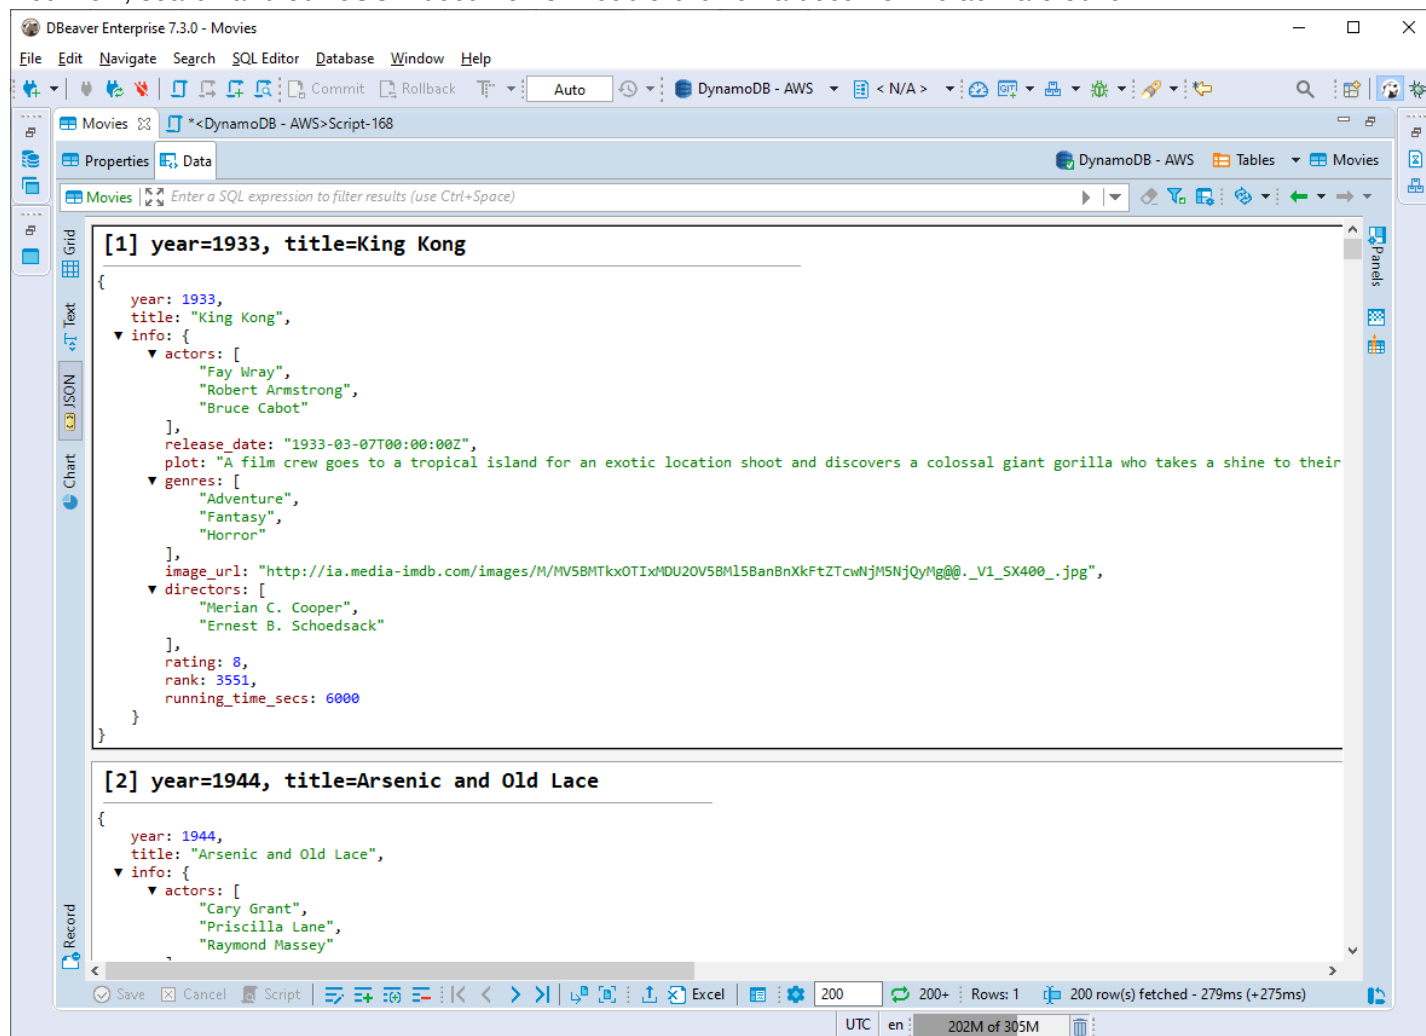 DBeaver Enterprise 7.3.0 - Movies
File Edit Navigate Search SQL Editor Database Window Help
Commit Rollback Auto DynamoDB - AWS < N/A >
Movies *<DynamoDB - AWS>Script-168
Properties Data DynamoDB - AWS Tables Movies
Movies Enter a SQL expression to filter results (use Ctrl+Space)
Grid
Text
JSON
Chart
Record
Panels
[1] year=1933, title=King Kong
{
year: 1933,
title: "King Kong",
info: {
actors: [
"Fay Wray",
"Robert Armstrong",
"Bruce Cabot"
],
release_date: "1933-03-07T00:00:00Z",
plot: "A film crew goes to a tropical island for an exotic location shoot and discovers a colossal giant gorilla who takes a shine to their
genres: [
"Adventure",
"Fantasy",
"Horror"
],
image_url: "http://ia.media-imdb.com/images/M/MV5BMTkxOTIxMDU2OV5BMl5BanBnXkFtZTcwNjM5NjQyMg@@._V1_SX400_.jpg",
directors: [
"Merian C. Cooper",
"Ernest B. Schoedsack"
],
rating: 8,
rank: 3551,
running_time_secs: 6000
}
}
[2] year=1944, title=Arsenic and Old Lace
{
year: 1944,
title: "Arsenic and Old Lace",
info: {
actors: [
"Cary Grant",
"Priscilla Lane",
"Raymond Massey"
Save Cancel Script Excel 200 200+ Rows: 1 200 row(s) fetched - 279ms (+275ms)
UTC en 202M of 305M